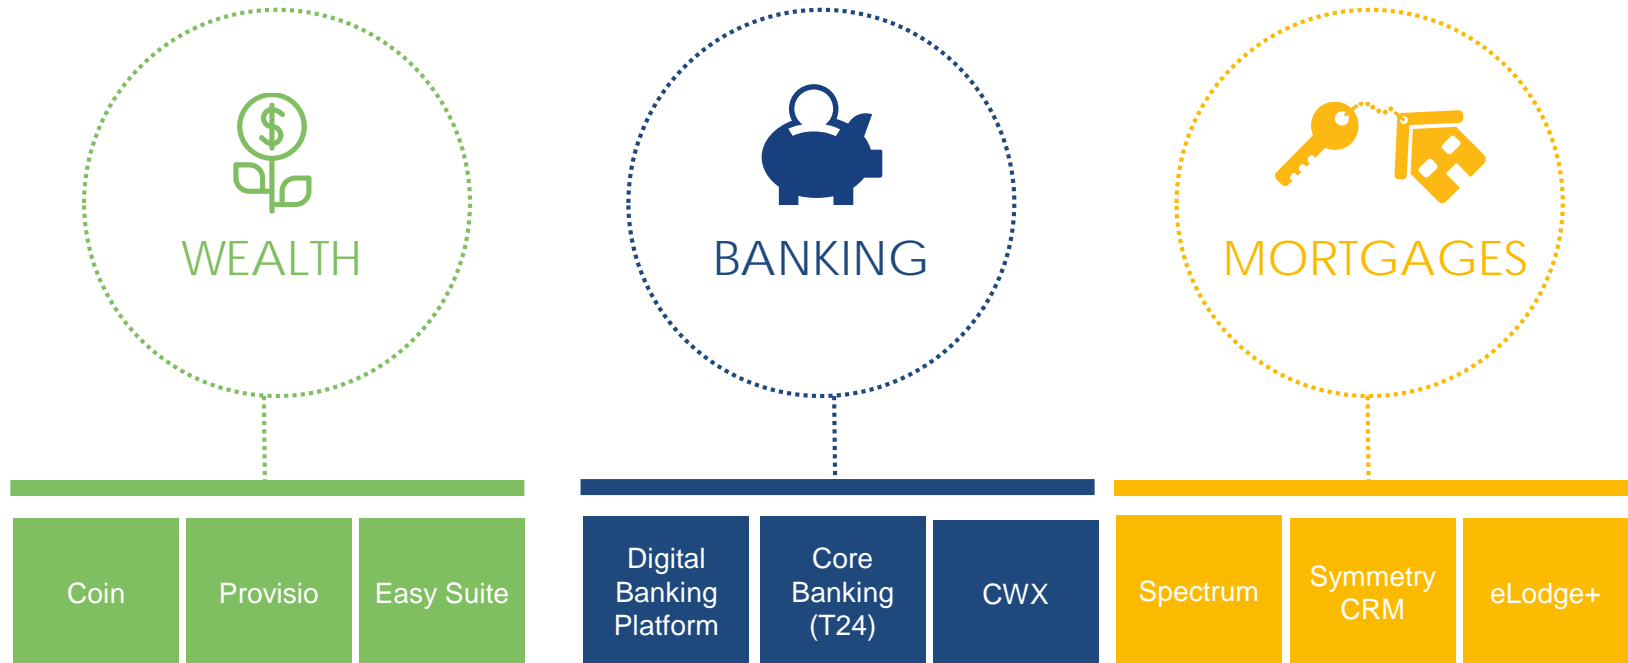 WEALTH
BANKING
MORTGAGES
Coin
Provisio
Easy Suite
Digital
Banking
Platform
Core
Banking
(T24)
CWX
Spectrum
Symmetry
CRM
eLodge+